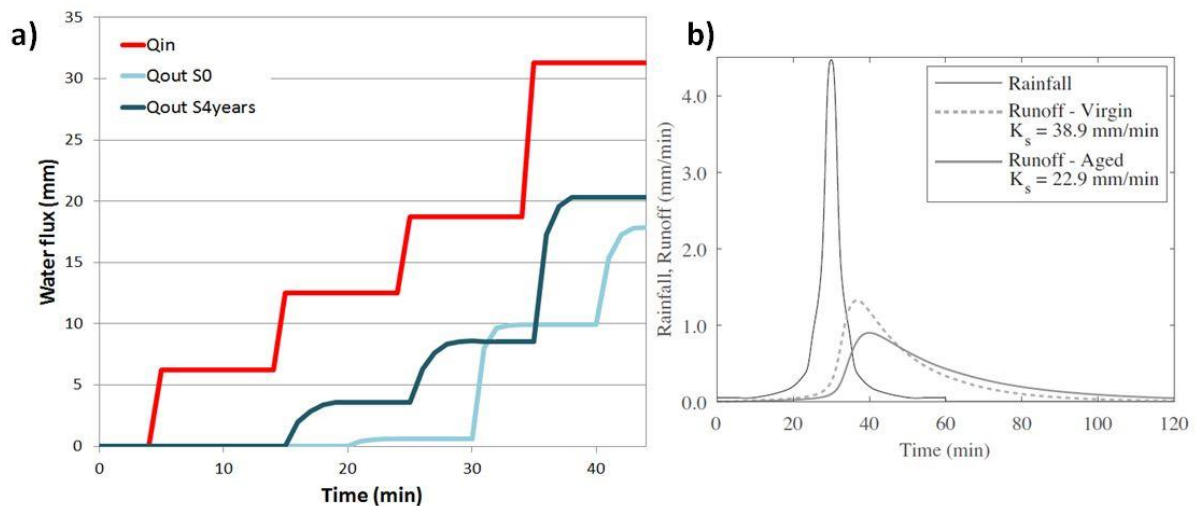 a)
Qin
Qout S0
Qout S4years
Water flux (mm)
35
30
25
20
15
10
5
0
0 10 20 30 40
Time (min)
b)
Rainfall
Runoff - Virgin
K_s = 38.9 mm/min
Runoff - Aged
K_s = 22.9 mm/min
Rainfall, Runoff (mm/min)
4.0
3.0
2.0
1.0
0.0
0 20 40 60 80 100 120
Time (min)